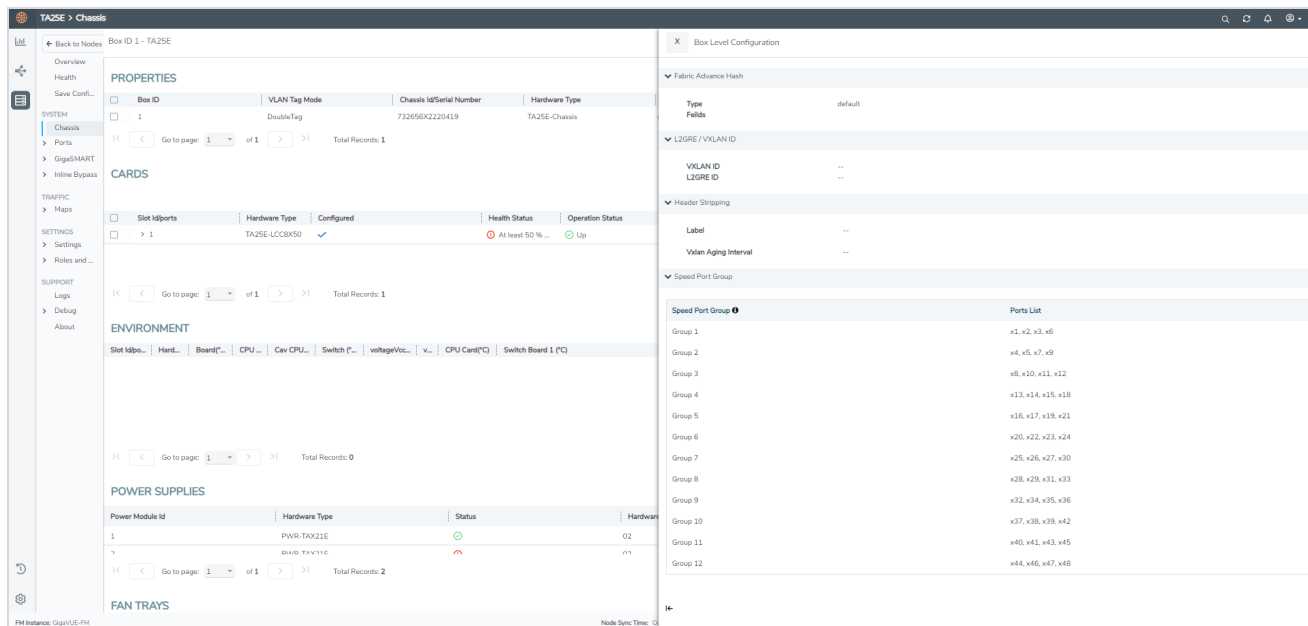 TA25E > Chassis
Back to Nodes
Overview
Health
Save Confi...
SYSTEM
Chassis
Ports
GigaSMART
Inline Bypass
TRAFFIC
Maps
SETTINGS
Settings
Roles and ...
SUPPORT
Logs
Debug
About
Box ID 1 - TA25E
PROPERTIES
Box ID VLAN Tag Mode Chassis Id/Serial Number Hardware Type
1 DoubleTag 732656X2220419 TA25E-Chassis
Go to page: 1 of 1 Total Records: 1
CARDS
Slot Id/ports Hardware Type Configured Health Status Operation Status
1 TA25E-LCC8X50 At least 50 % ... Up
Go to page: 1 of 1 Total Records: 1
ENVIRONMENT
Slot Id/po... Hard... Board(°... CPU ... Cav CPU... Switch (°... voltageVcc... v... CPU Card(°C) Switch Board 1 (°C)
Go to page: 1 Total Records: 0
POWER SUPPLIES
Power Module Id Hardware Type Status Hardware
1 PWR-TAX21E 02
2 PWR-TAX21E 02
Go to page: 1 of 1 Total Records: 2
FAN TRAYS
X Box Level Configuration
Fabric Advance Hash
Type default
Feilds
L2GRE / VXLAN ID
VXLAN ID --
L2GRE ID --
Header Stripping
Label --
Vxlan Aging Interval --
Speed Port Group
Speed Port Group Ports List
Group 1 x1, x2, x3, x6
Group 2 x4, x5, x7, x9
Group 3 x8, x10, x11, x12
Group 4 x13, x14, x15, x18
Group 5 x16, x17, x19, x21
Group 6 x20, x22, x23, x24
Group 7 x25, x26, x27, x30
Group 8 x28, x29, x31, x33
Group 9 x32, x34, x35, x36
Group 10 x37, x38, x39, x42
Group 11 x40, x41, x43, x45
Group 12 x44, x46, x47, x48
FM Instance: GigaVUE-FM Node Sync Time: